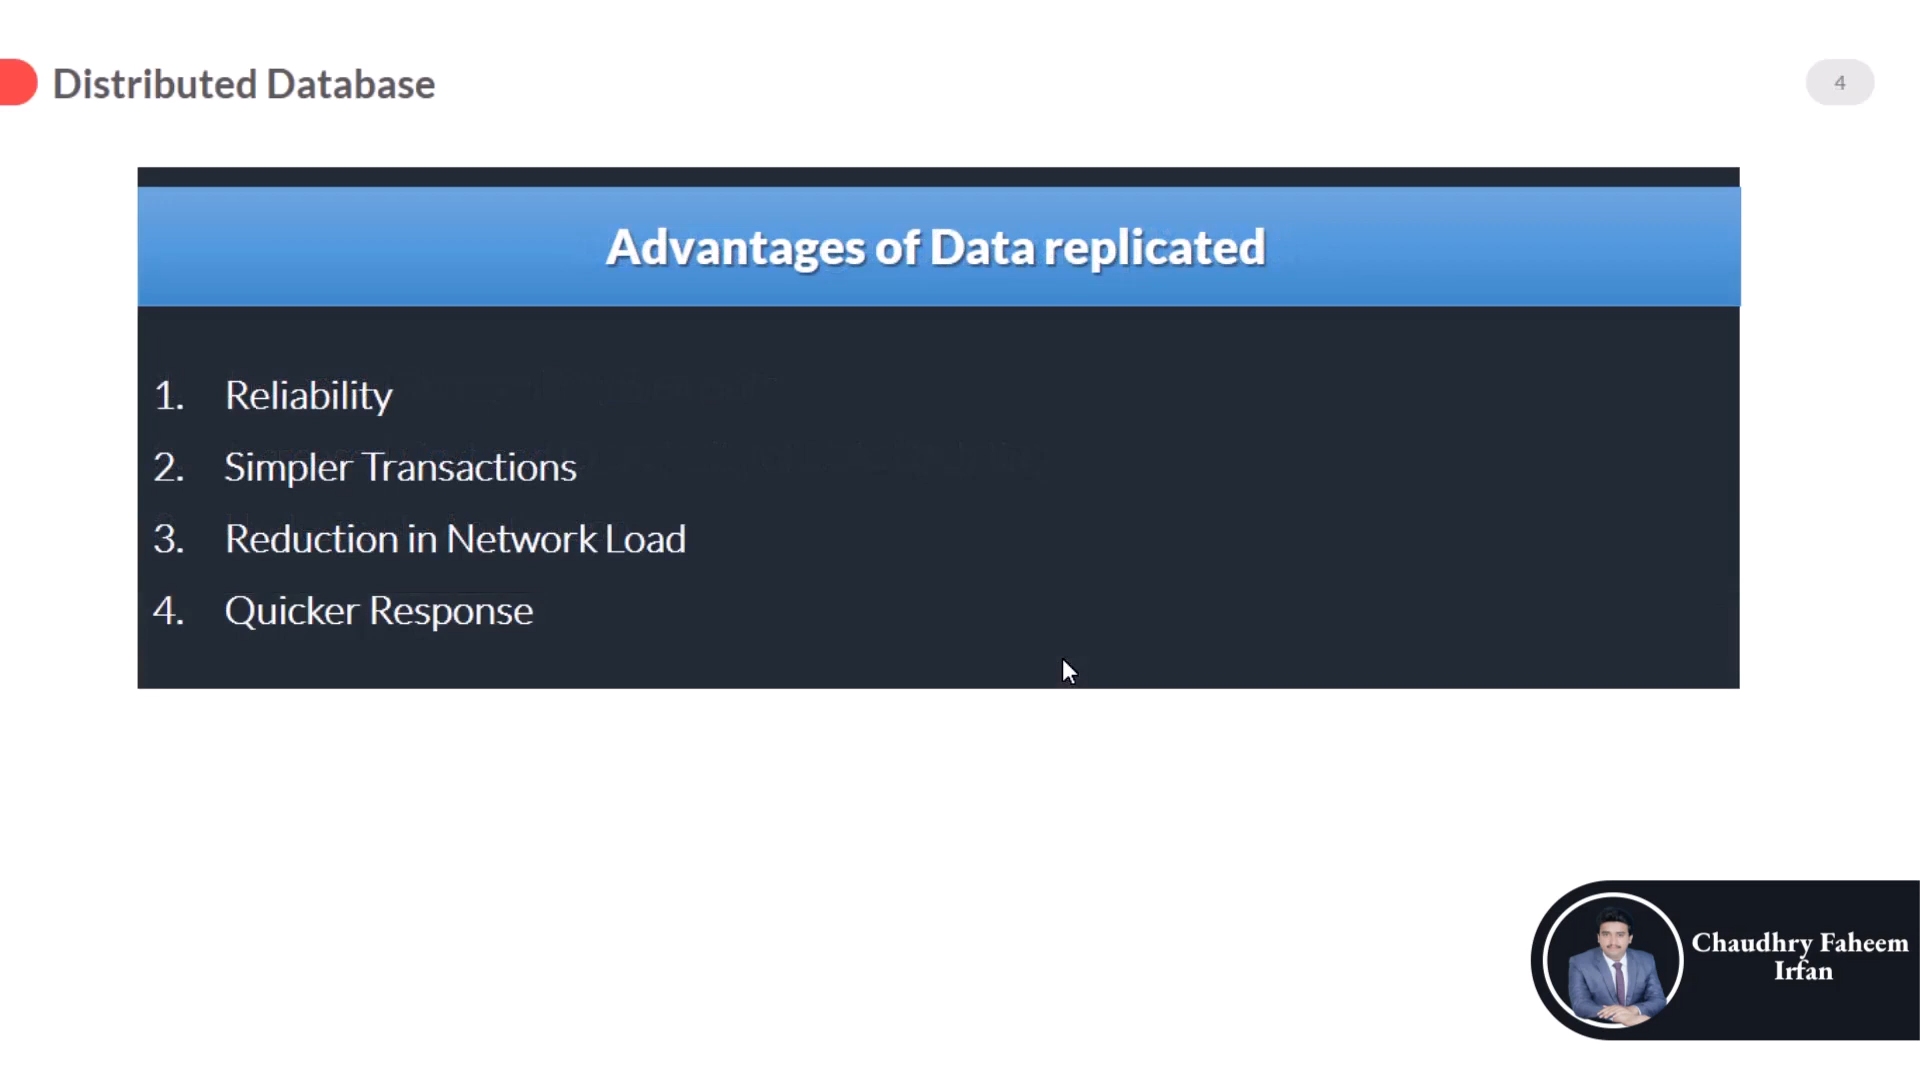 Distributed Database
4
Advantages of Data replicated
1. Reliability
2. Simpler Transactions
3. Reduction in Network Load
4. Quicker Response
Chaudhry Faheem
Irfan